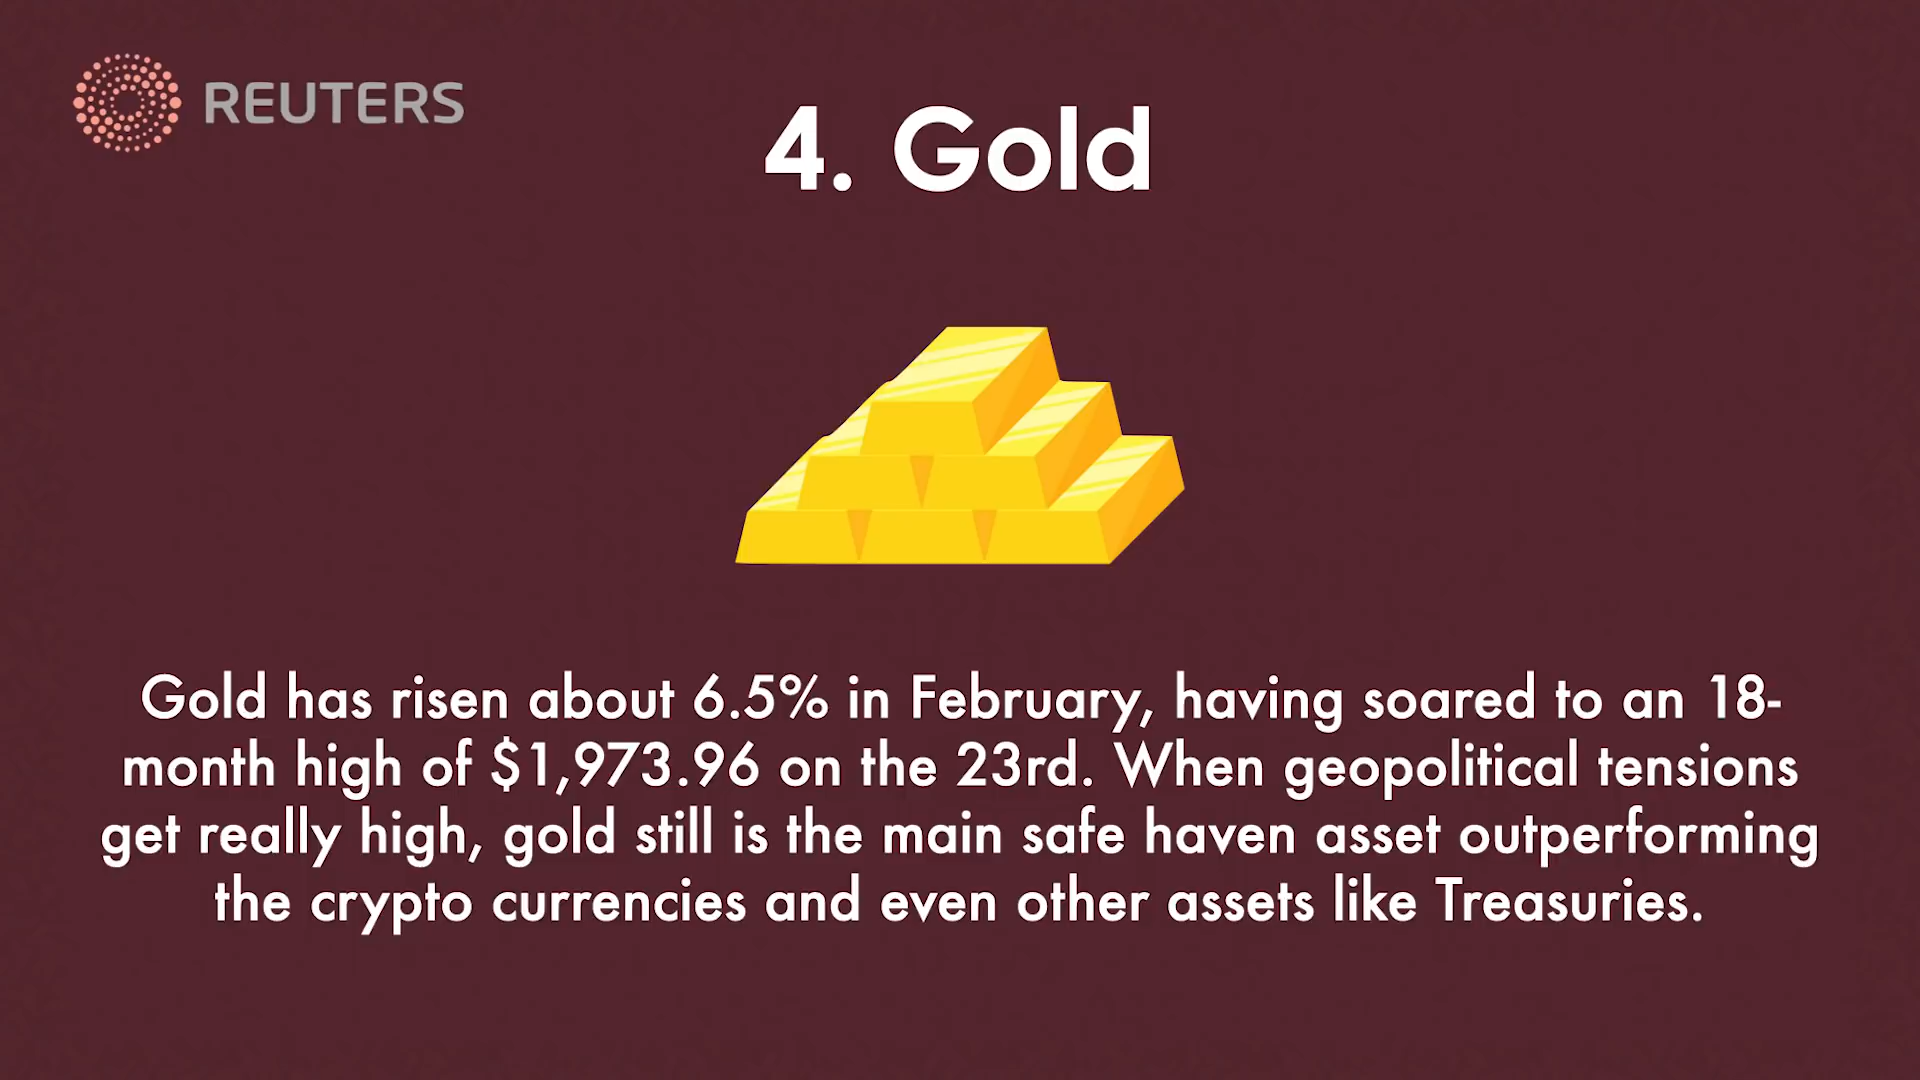 REUTERS
4. Gold
Gold has risen about 6.5% in February, having soared to an 18-
month high of $1,973.96 on the 23rd. When geopolitical tensions
get really high, gold still is the main safe haven asset outperforming
the crypto currencies and even other assets like Treasuries.